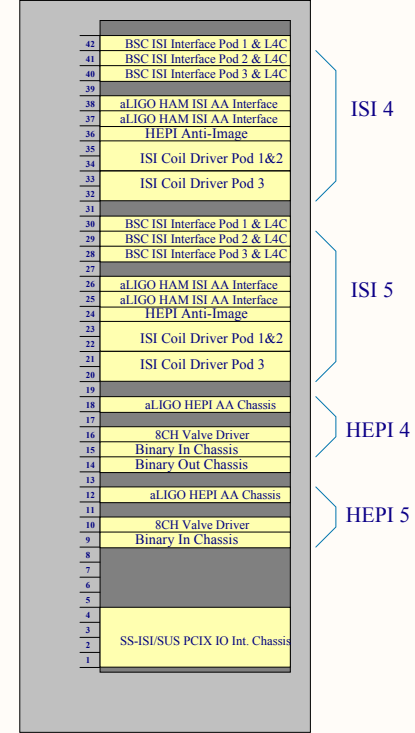 42 BSC ISI Interface Pod 1 & L4C
41 BSC ISI Interface Pod 2 & L4C
40 BSC ISI Interface Pod 3 & L4C
39
38 aLIGO HAM ISI AA Interface
ISI 4
37 aLIGO HAM ISI AA Interface
36 HEPI Anti-Image
35
ISI Coil Driver Pod 1&2
34
33
ISI Coil Driver Pod 3
32
31
30 BSC ISI Interface Pod 1 & L4C
29 BSC ISI Interface Pod 2 & L4C
28 BSC ISI Interface Pod 3 & L4C
27
26 aLIGO HAM ISI AA Interface
ISI 5
25 aLIGO HAM ISI AA Interface
24 HEPI Anti-Image
23
ISI Coil Driver Pod 1&2
22
21
ISI Coil Driver Pod 3
20
19
18 aLIGO HEPI AA Chassis
17
HEPI 4
16 8CH Valve Driver
15 Binary In Chassis
14 Binary Out Chassis
13
12 aLIGO HEPI AA Chassis
11
HEPI 5
10 8CH Valve Driver
9 Binary In Chassis
8
7
6
5
4
3
SS-ISI/SUS PCIX IO Int. Chassis
2
1